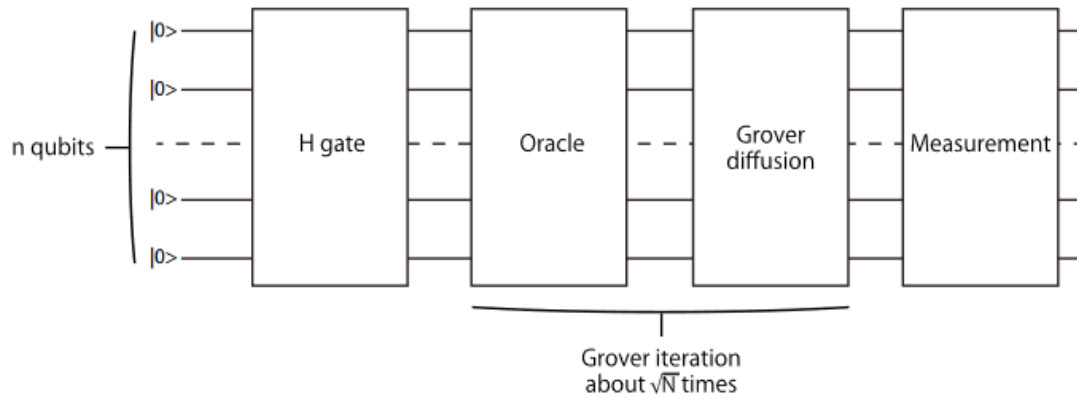 |0>
|0>
n qubits
|0>
|0>
H gate
Oracle
Grover
diffusion
Measurement
Grover iteration
about √N times